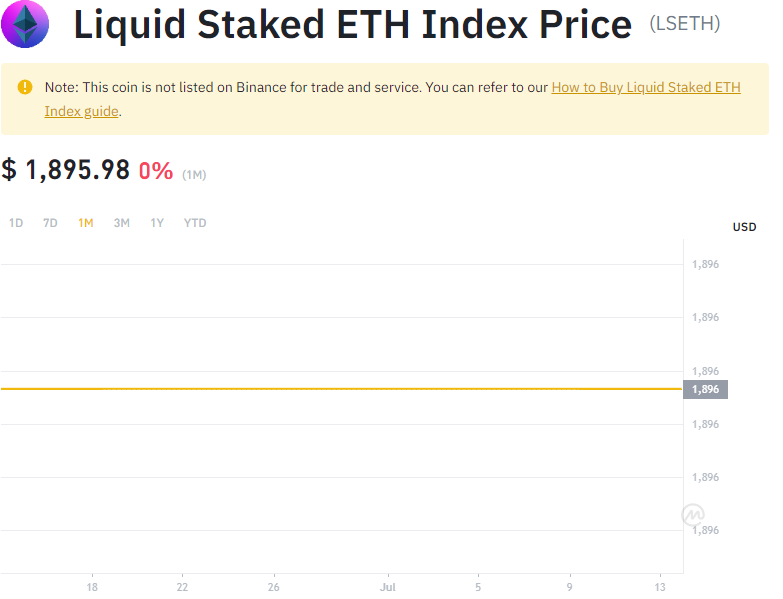 Liquid Staked ETH Index Price (LSETH)
Note: This coin is not listed on Binance for trade and service. You can refer to our How to Buy Liquid Staked ETH
Index guide.
$ 1,895.98 0% (1M)
1D 7D 1M 3M 1Y YTD
USD
1,896
1,896
1,896
1,896
1,896
1,896
1,896
18 22 26 Jul 5 9 13